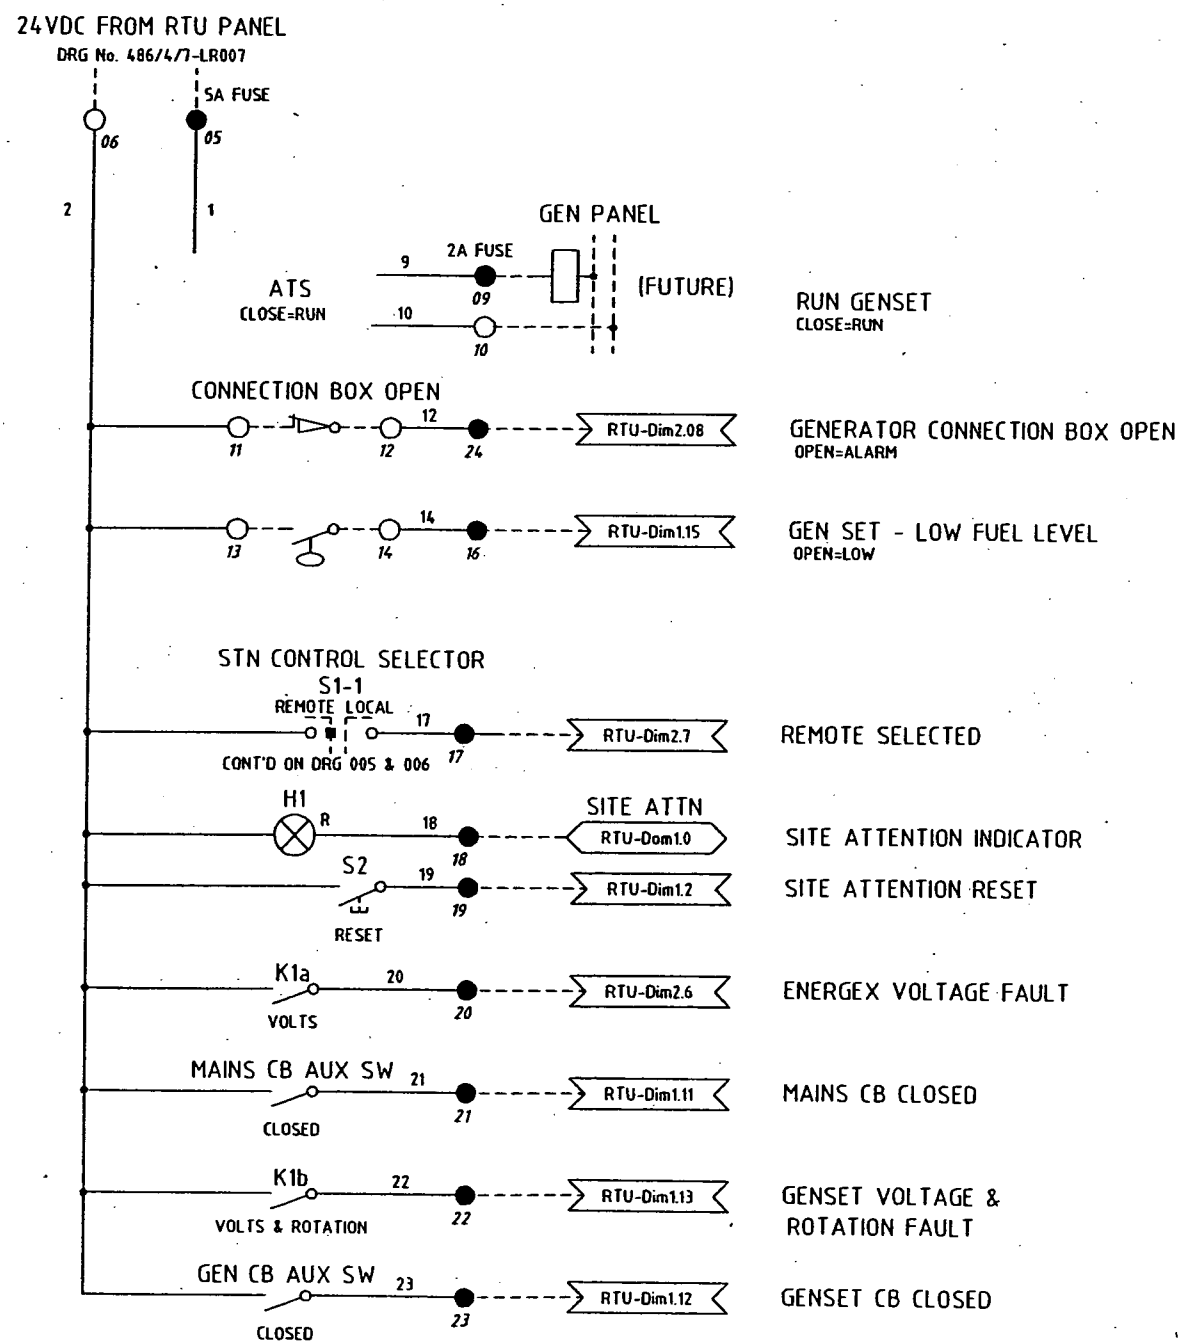 24VDC FROM RTU PANEL
DRG No. 486/4/7-LR007
5A FUSE
06
05
2
1
GEN PANEL
9
2A FUSE
ATS
CLOSE=RUN
09
(FUTURE)
RUN GENSET
CLOSE=RUN
10
10
CONNECTION BOX OPEN
12
11
12
24
RTU-Dim2.08
GENERATOR CONNECTION BOX OPEN
OPEN=ALARM
14
13
14
16
RTU-Dim1.15
GEN SET - LOW FUEL LEVEL
OPEN=LOW
STN CONTROL SELECTOR
S1-1
REMOTE LOCAL
17
17
RTU-Dim2.7
REMOTE SELECTED
CONT'D ON DRG 005 & 006
H1
R
18
18
SITE ATTN
RTU-Dom1.0
SITE ATTENTION INDICATOR
S2
19
19
RTU-Dim1.2
SITE ATTENTION RESET
RESET
K1a
20
20
RTU-Dim2.6
ENERGEX VOLTAGE FAULT
VOLTS
MAINS CB AUX SW
21
21
RTU-Dim1.11
MAINS CB CLOSED
CLOSED
K1b
22
22
RTU-Dim1.13
GENSET VOLTAGE &
ROTATION FAULT
VOLTS & ROTATION
GEN CB AUX SW
23
23
RTU-Dim1.12
GENSET CB CLOSED
CLOSED